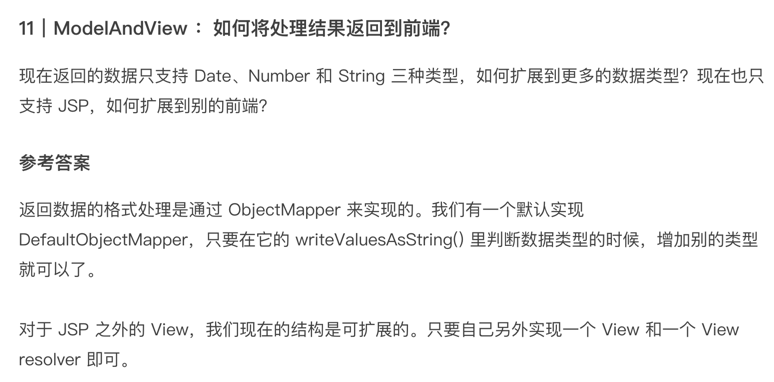 11｜ModelAndView ：如何将处理结果返回到前端？
现在返回的数据只支持 Date、Number 和 String 三种类型，如何扩展到更多的数据类型？现在也只
支持 JSP，如何扩展到别的前端？
参考答案
返回数据的格式处理是通过 ObjectMapper 来实现的。我们有一个默认实现
DefaultObjectMapper，只要在它的 writeValuesAsString() 里判断数据类型的时候，增加别的类型
就可以了。
对于 JSP 之外的 View，我们现在的结构是可扩展的。只要自己另外实现一个 View 和一个 View
resolver 即可。